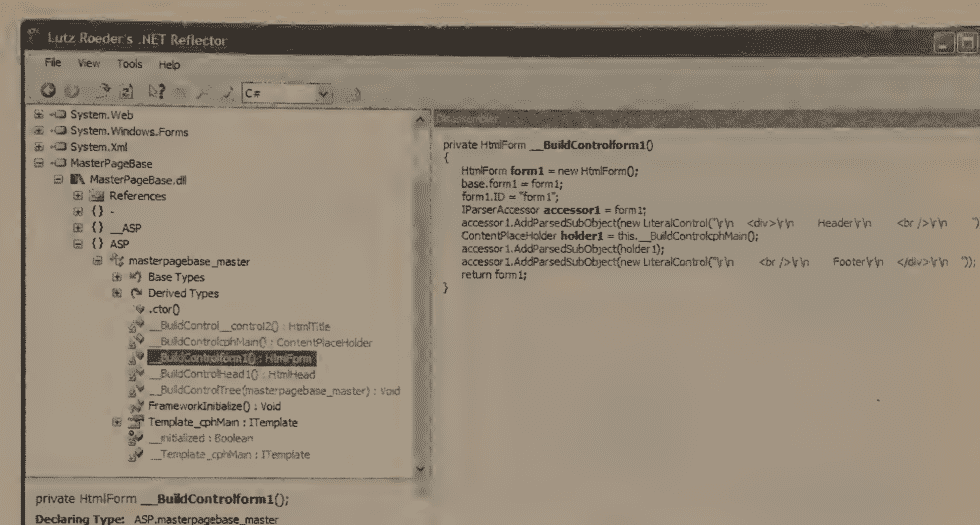 Lutz Roeder's .NET Reflector
File View Tools Help
C#
System.Web
System.Windows.Forms
System.Xml
MasterPageBase
MasterPageBase.dll
References
{ } -
{ } __ASP
{ } ASP
masterpagebase_master
Base Types
Derived Types
.ctor()
__BuildControl__control2() : HtmlTitle
__BuildControlcphMain() : ContentPlaceHolder
__BuildControlform1() : HtmlForm
__BuildControlHead1() : HtmlHead
__BuildControlTree(masterpagebase_master) : Void
FrameworkInitialize() : Void
Template_cphMain : ITemplate
__initialized : Boolean
__Template_cphMain : ITemplate
private HtmlForm __BuildControlform1();
Declaring Type: ASP.masterpagebase_master
Disassembler
private HtmlForm __BuildControlform1()
{
HtmlForm form1 = new HtmlForm();
base.form1 = form1;
form1.ID = "form1";
IParserAccessor accessor1 = form1;
accessor1.AddParsedSubObject(new LiteralControl("\r\n <div>\r\n Header\r\n <br />\r\n ")
ContentPlaceHolder holder1 = this.__BuildControlcphMain();
accessor1.AddParsedSubObject(holder1);
accessor1.AddParsedSubObject(new LiteralControl("\r\n <br />\r\n Footer\r\n </div>\r\n "));
return form1;
}